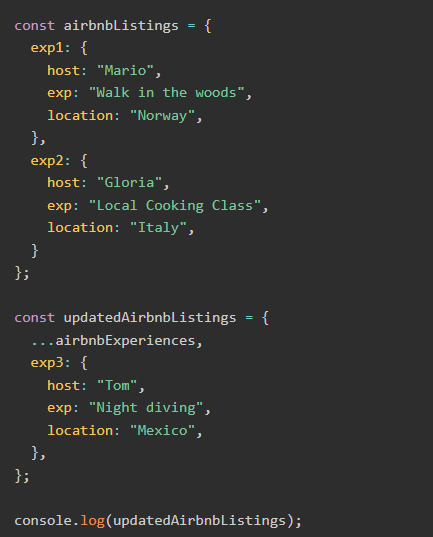 const airbnbListings = {
  exp1: {
    host: "Mario",
    exp: "Walk in the woods",
    location: "Norway",
  },
  exp2: {
    host: "Gloria",
    exp: "Local Cooking Class",
    location: "Italy",
  }
};

const updatedAirbnbListings = {
  ...airbnbExperiences,
  exp3: {
    host: "Tom",
    exp: "Night diving",
    location: "Mexico",
  },
};

console.log(updatedAirbnbListings);